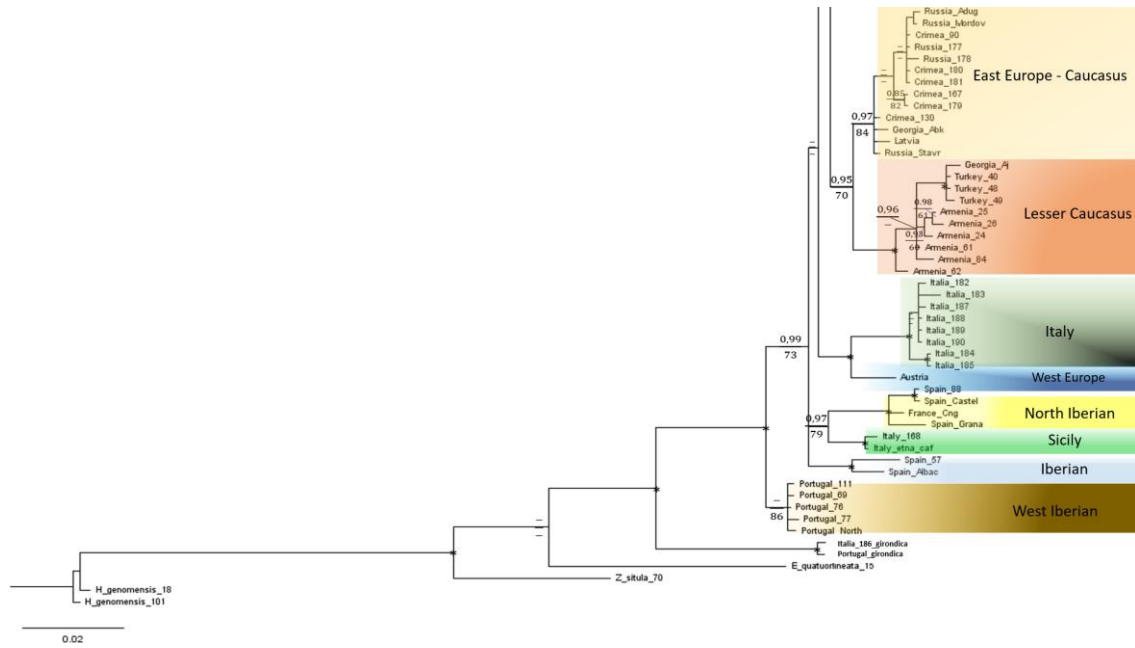 Russia_Adug
Russia_Mordov
Crimea_90
Russia_177
Russia_178
Crimea_180
Crimea_181
0,85
82
Crimea_167
Crimea_179
Crimea_130
Georgia_Abk
Latvia
Russia_Stavr
0,97
84
East Europe - Caucasus
0,95
70
Georgia_Aj
Turkey_40
Turkey_48
Turkey_49
Armenia_25
Armenia_26
Armenia_24
Armenia_61
Armenia_84
Armenia_62
0,96
0,98
0,98
Lesser Caucasus
Italia_182
Italia_183
Italia_187
Italia_188
Italia_189
Italia_190
Italia_184
Italia_185
Italy
Austria
West Europe
0,99
73
Spain_88
Spain_Castel
France_Cng
Spain_Grana
North Iberian
0,97
79
Italy_168
Italy_etna_caf
Sicily
Spain_57
Spain_Albac
Iberian
86
Portugal_111
Portugal_69
Portugal_76
Portugal_77
Portugal North
West Iberian
Italia_186_girondica
Portugal_girondica
E_quatuorlineata_15
Z_situla_70
H_genomensis_18
H_genomensis_101
0.02